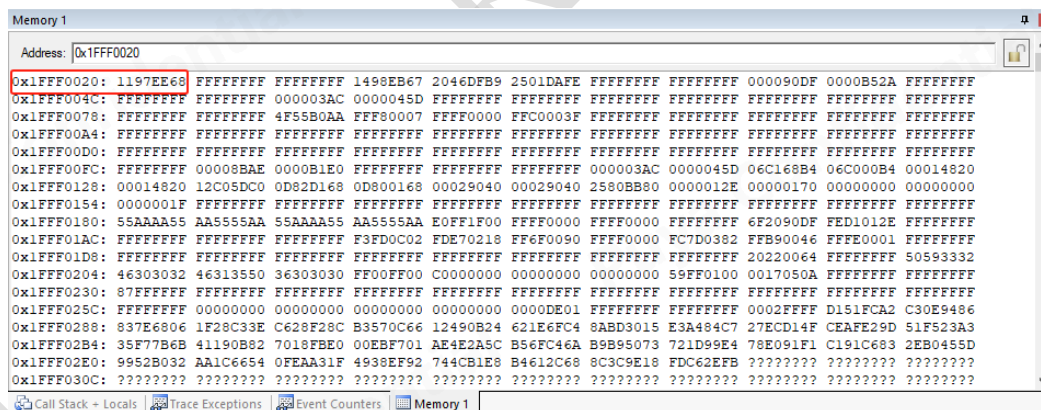 Memory 1
Address: 0x1FFF0020
0x1FFF0020: 1197EE68 FFFFFFFF FFFFFFFF 1498EB67 2046DFB9 2501DAFE FFFFFFFF FFFFFFFF 000090DF 0000B52A FFFFFFFF
0x1FFF004C: FFFFFFFF FFFFFFFF 000003AC 0000045D FFFFFFFF FFFFFFFF FFFFFFFF FFFFFFFF FFFFFFFF FFFFFFFF FFFFFFFF
0x1FFF0078: FFFFFFFF FFFFFFFF 4F55B0AA FFF80007 FFFF0000 FFC0003F FFFFFFFF FFFFFFFF FFFFFFFF FFFFFFFF FFFFFFFF
0x1FFF00A4: FFFFFFFF FFFFFFFF FFFFFFFF FFFFFFFF FFFFFFFF FFFFFFFF FFFFFFFF FFFFFFFF FFFFFFFF FFFFFFFF FFFFFFFF
0x1FFF00D0: FFFFFFFF FFFFFFFF FFFFFFFF FFFFFFFF FFFFFFFF FFFFFFFF FFFFFFFF FFFFFFFF FFFFFFFF FFFFFFFF FFFFFFFF
0x1FFF00FC: FFFFFFFF 00008BAE 0000B1E0 FFFFFFFF FFFFFFFF FFFFFFFF 000003AC 0000045D 06C168B4 06C000B4 00014820
0x1FFF0128: 00014820 12C05DC0 0D82D168 0D800168 00029040 00029040 2580BB80 0000012E 00000170 00000000 00000000
0x1FFF0154: 0000001F FFFFFFFF FFFFFFFF FFFFFFFF FFFFFFFF FFFFFFFF FFFFFFFF FFFFFFFF FFFFFFFF FFFFFFFF FFFFFFFF
0x1FFF0180: 55AAAA55 AA5555AA 55AAAA55 AA5555AA E0FF1F00 FFFF0000 FFFF0000 FFFFFFFF 6F2090DF FED1012E FFFFFFFF
0x1FFF01AC: FFFFFFFF FFFFFFFF FFFFFFFF F3FD0C02 FDE70218 FF6F0090 FFFF0000 FC7D0382 FFB90046 FFFE0001 FFFFFFFF
0x1FFF01D8: FFFFFFFF FFFFFFFF FFFFFFFF FFFFFFFF FFFFFFFF FFFFFFFF FFFFFFFF FFFFFFFF 20220064 FFFFFFFF 50593332
0x1FFF0204: 46303032 46313550 36303030 FF00FF00 C0000000 00000000 00000000 59FF0100 0017050A FFFFFFFF FFFFFFFF
0x1FFF0230: 87FFFFFF FFFFFFFF FFFFFFFF FFFFFFFF FFFFFFFF FFFFFFFF FFFFFFFF FFFFFFFF FFFFFFFF FFFFFFFF FFFFFFFF
0x1FFF025C: FFFFFFFF 00000000 00000000 00000000 00000000 0000DE01 FFFFFFFF FFFFFFFF 0002FFFF D151FCA2 C30E9486
0x1FFF0288: 837E6806 1F28C33E C628F28C B3570C66 12490B24 621E6FC4 8ABD3015 E3A484C7 27ECD14F CEAFE29D 51F523A3
0x1FFF02B4: 35F77B6B 41190B82 7018FBE0 00EBF701 AE4E2A5C B56FC46A B9B95073 721D99E4 78E091F1 C191C683 2EB0455D
0x1FFF02E0: 9952B032 AA1C6654 0FEAA31F 4938EF92 744CB1E8 B4612C68 8C3C9E18 FDC62EFB ???????? ???????? ????????
0x1FFF030C: ???????? ???????? ???????? ???????? ???????? ???????? ???????? ???????? ???????? ???????? ????????
Call Stack + Locals Trace Exceptions Event Counters Memory 1